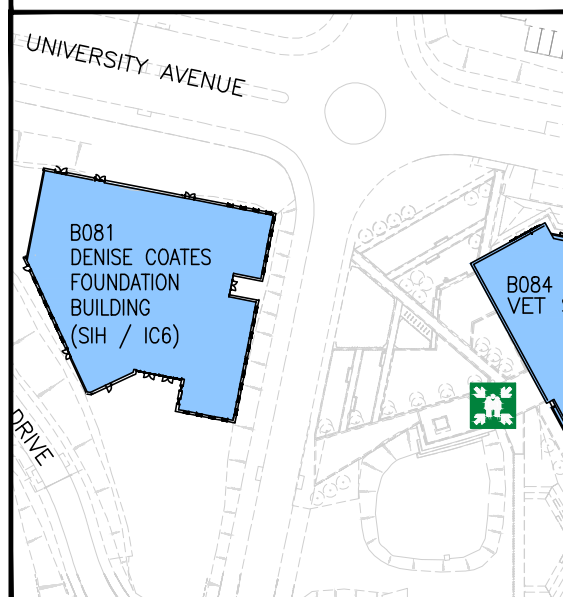 UNIVERSITY AVENUE
B081
DENISE COATES
FOUNDATION
BUILDING
(SIH / IC6)
B084
VET
DRIVE